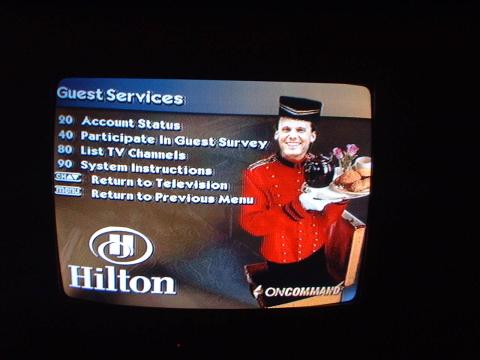 Guest Services
20 Account Status
40 Participate In Guest Survey
80 List TV Channels
90 System Instructions
CH▲▼ Return to Television
menu Return to Previous Menu
H
Hilton
ONCOMMAND